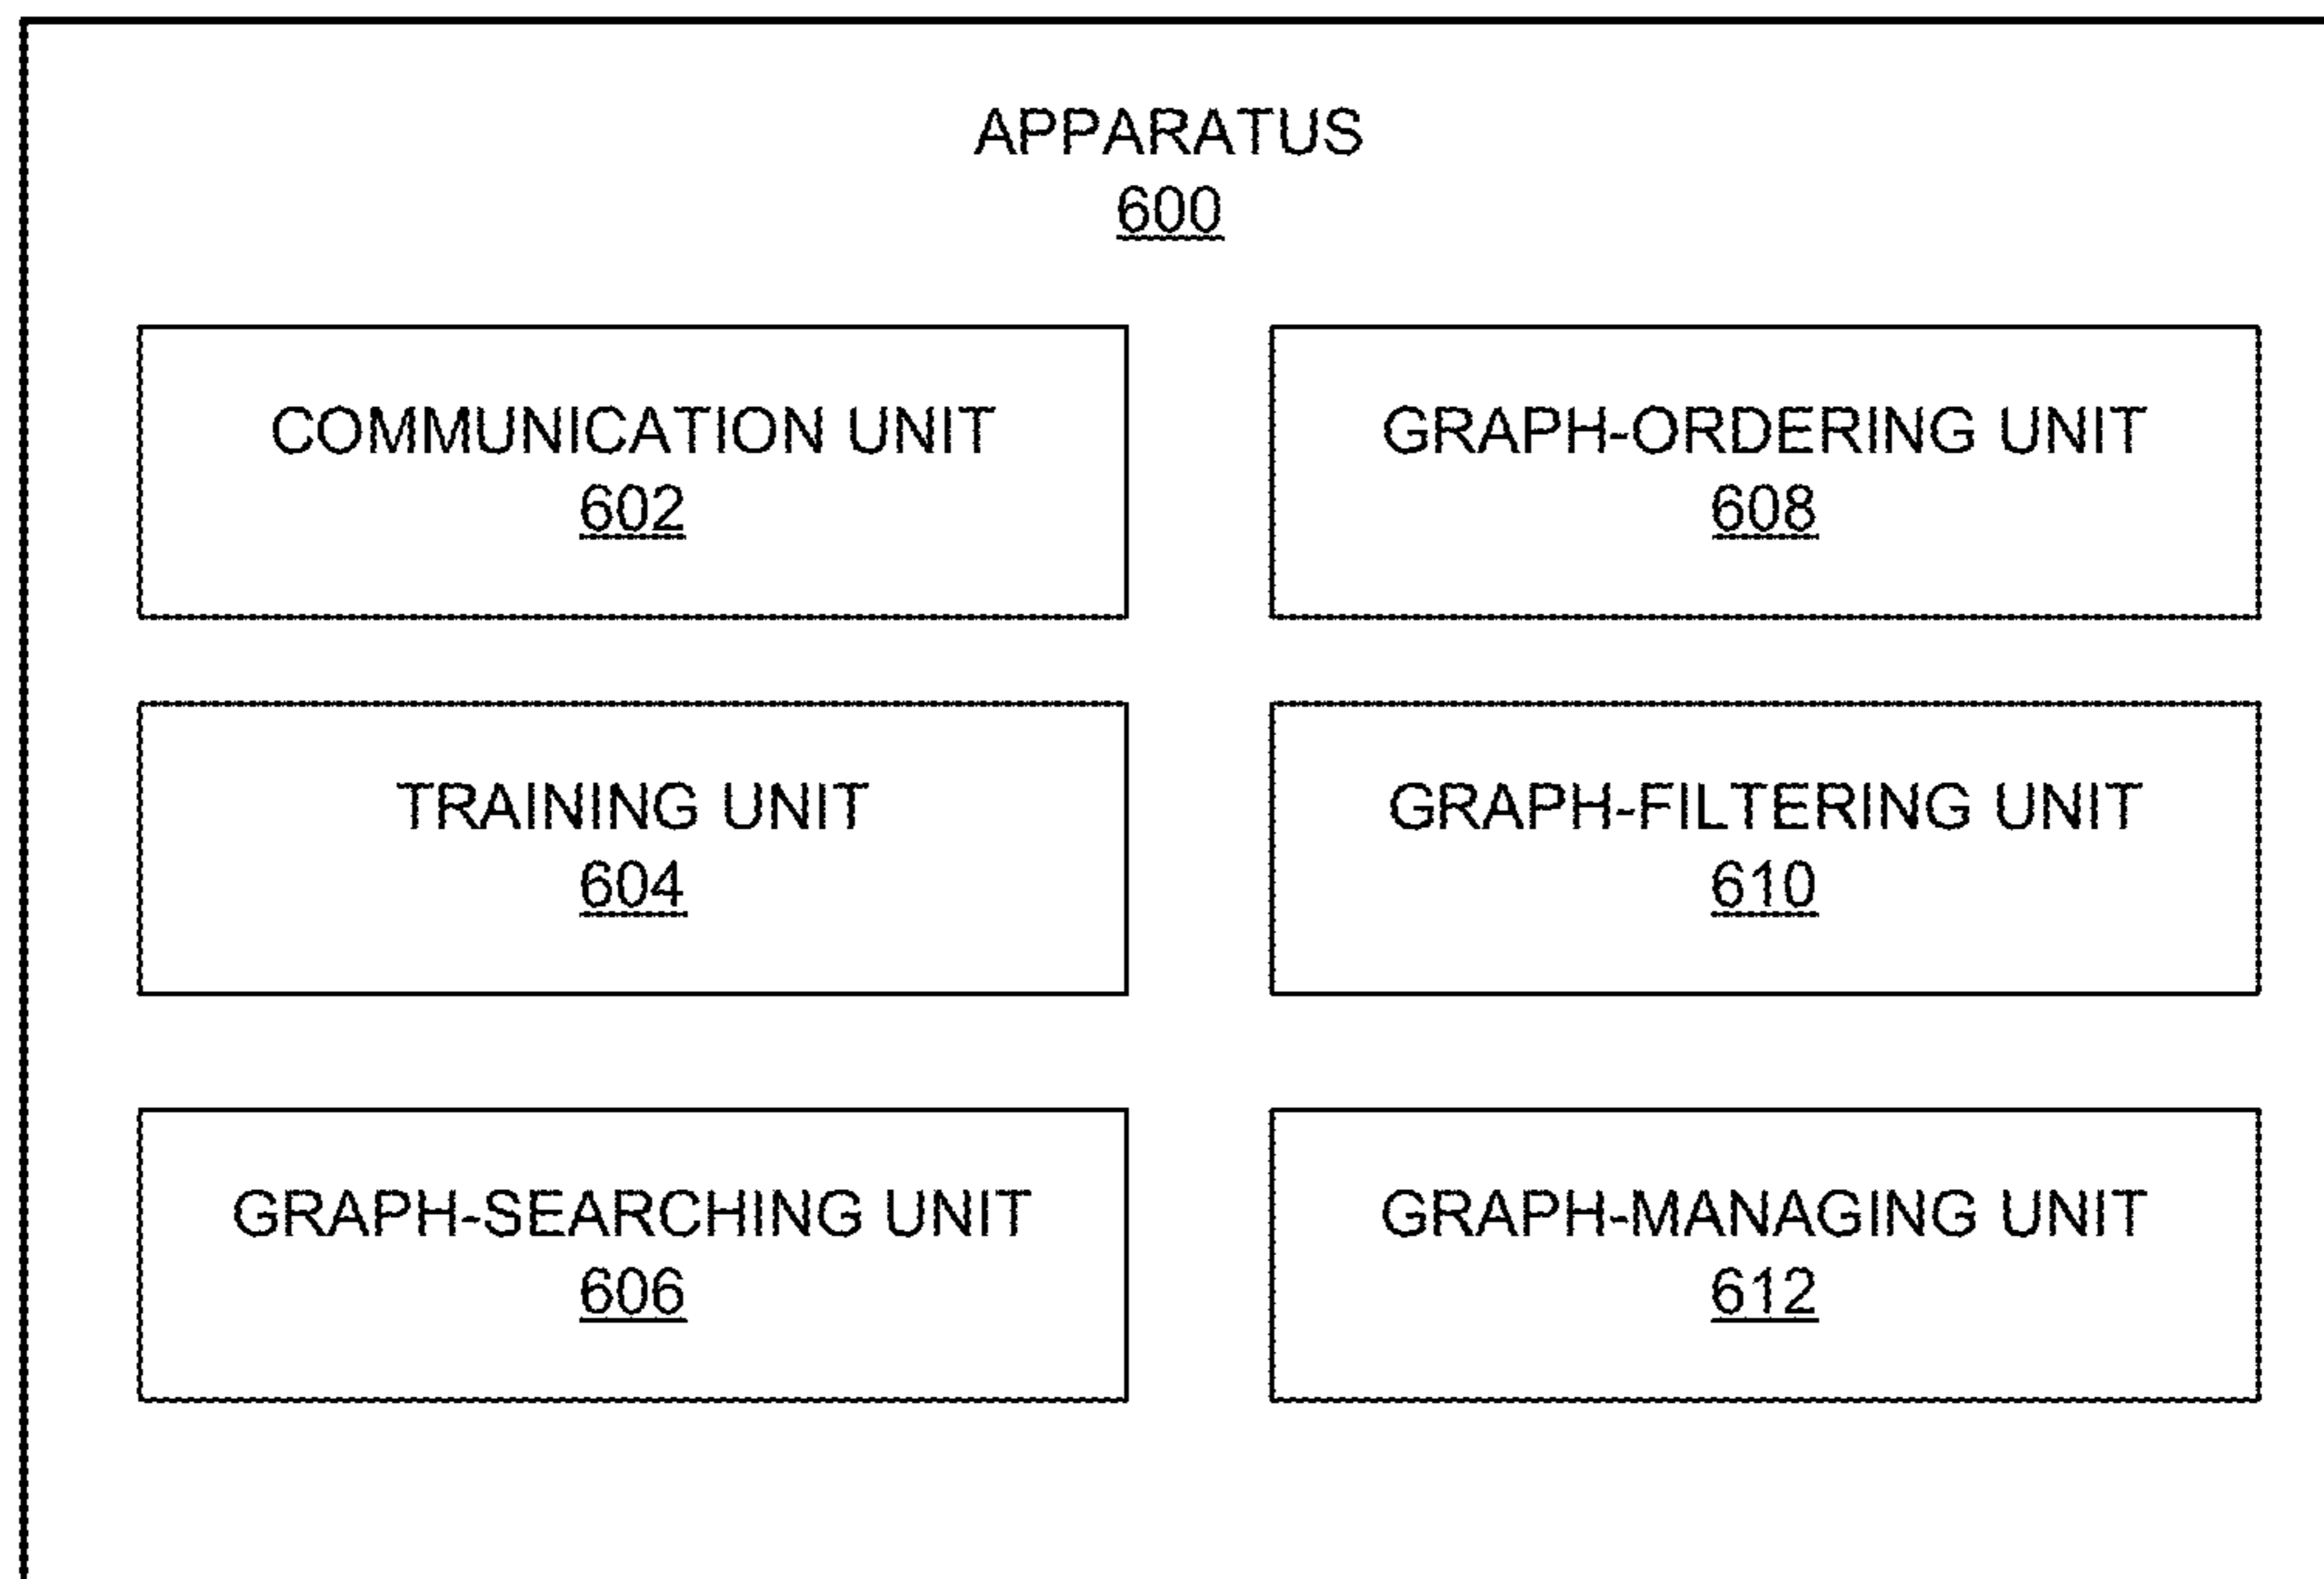 APPARATUS
600
COMMUNICATION UNIT
602
GRAPH-ORDERING UNIT
608
TRAINING UNIT
604
GRAPH-FILTERING UNIT
610
GRAPH-SEARCHING UNIT
606
GRAPH-MANAGING UNIT
612